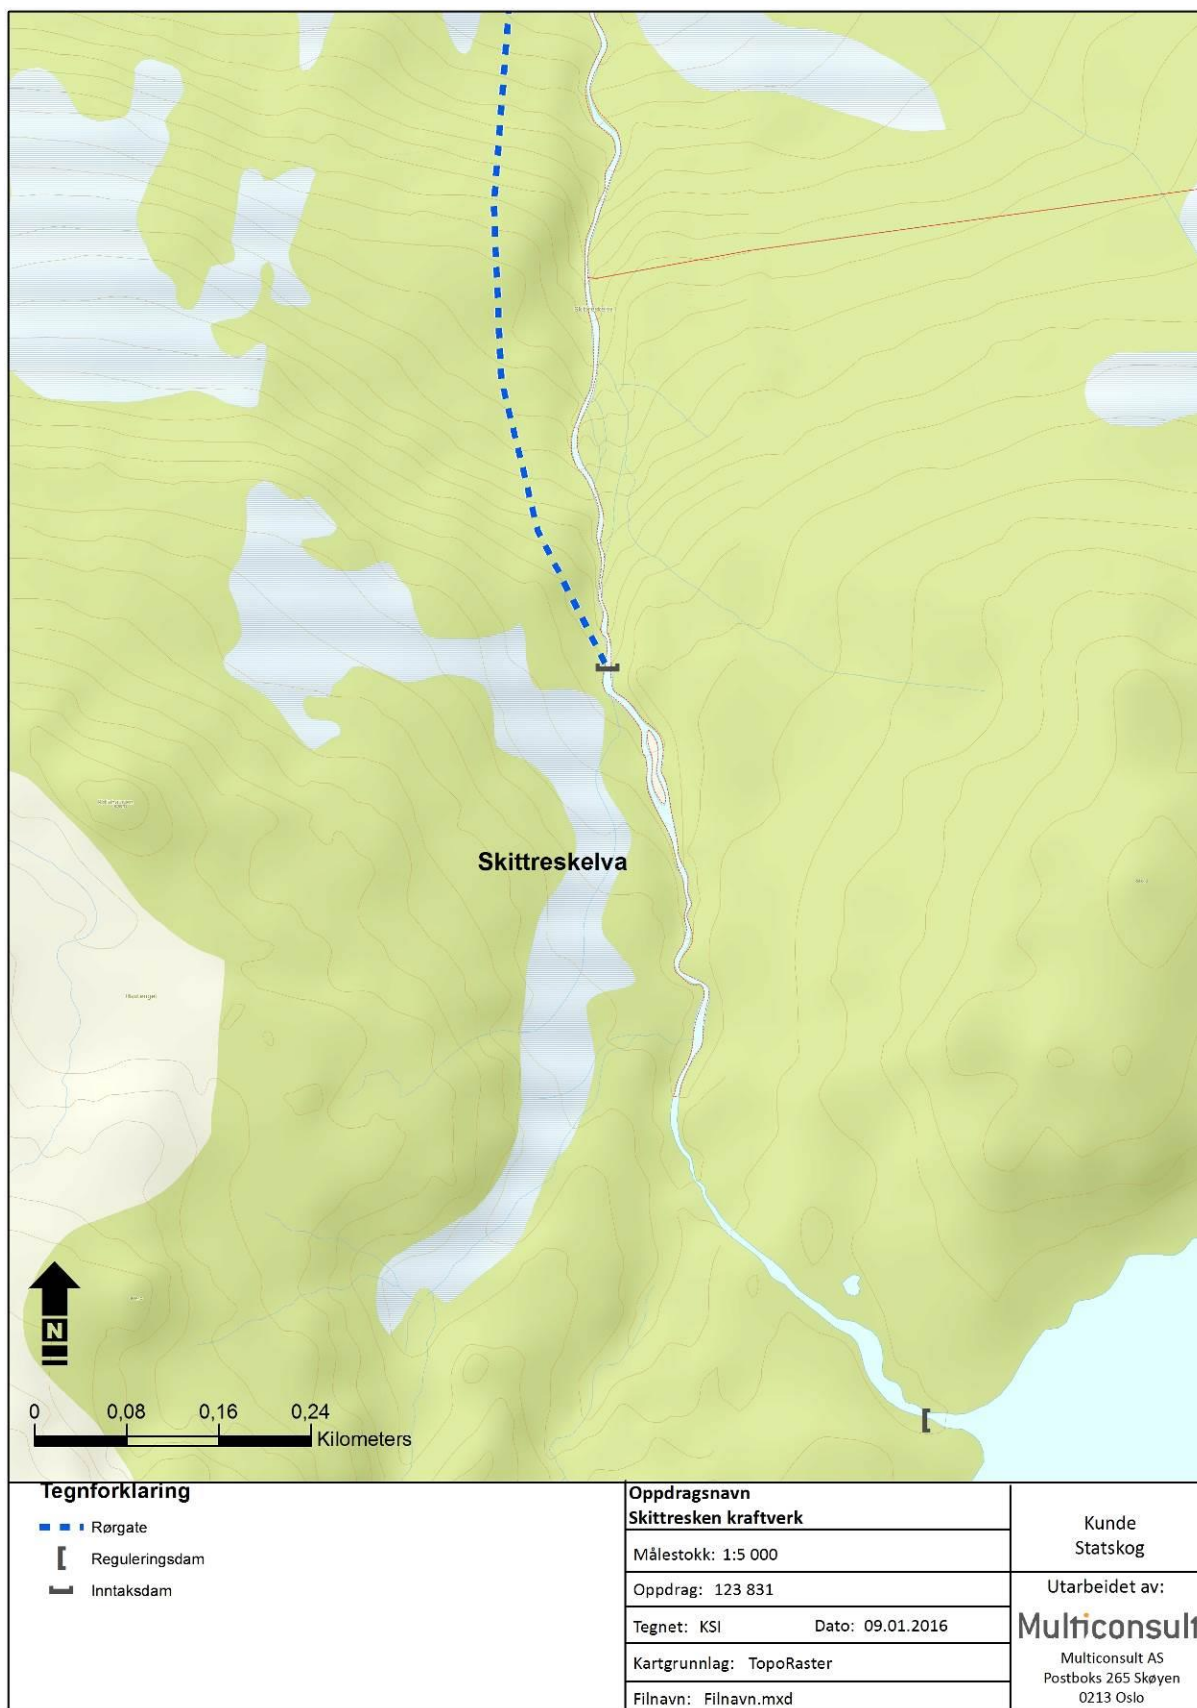 Skittreskelva
N
0 0,08 0,16 0,24
Kilometers
Tegnforklaring
Rørgate
Reguleringsdam
Inntaksdam
Oppdragsnavn
Skittresken kraftverk
Målestokk: 1:5 000
Oppdrag: 123 831
Tegnet: KSI Dato: 09.01.2016
Kartgrunnlag: TopoRaster
Filnavn: Filnavn.mxd
Kunde
Statskog
Utarbeidet av:
Multiconsult
Multiconsult AS
Postboks 265 Skøyen
0213 Oslo